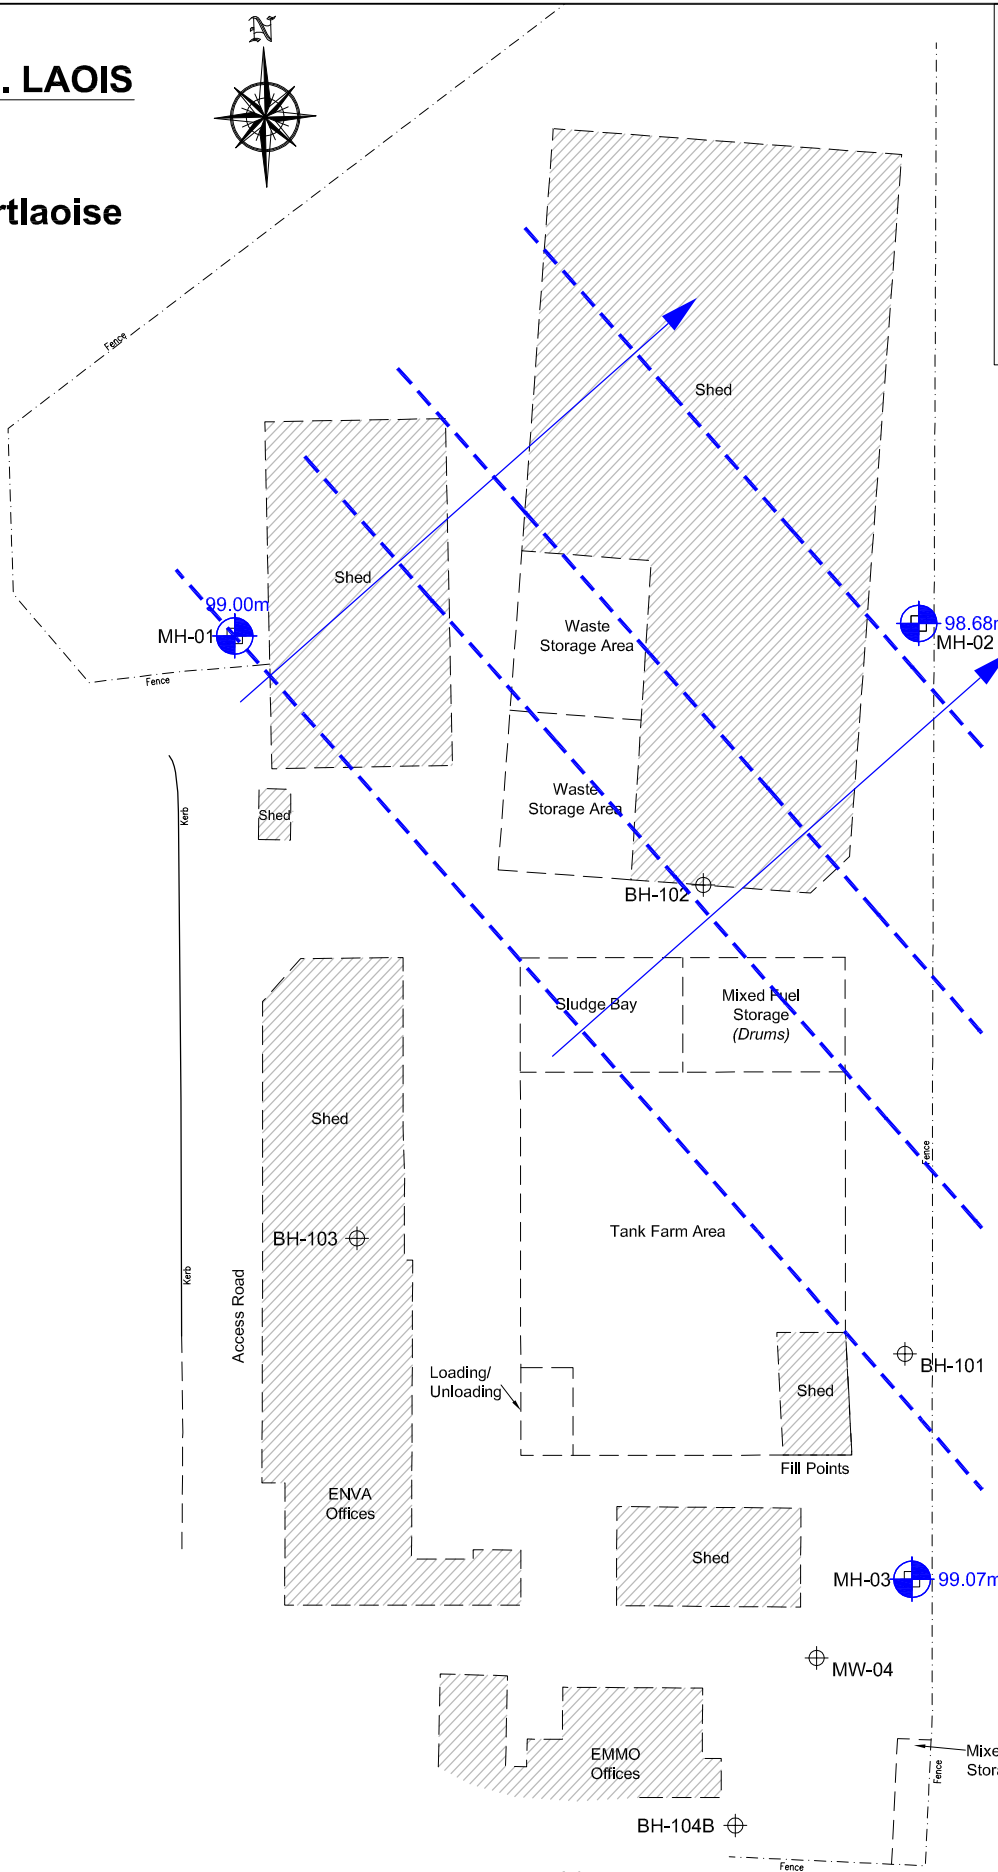 N
. LAOIS
rtlaoise
Fence
Shed
Shed
99.00m
MH-01
Fence
Waste
Storage Area
98.68m
MH-02
Waste
Storage Area
Kerb
Shed
BH-102
Sludge Bay
Mixed Fuel
Storage
(Drums)
Shed
Fence
BH-103
Tank Farm Area
Kerb
Access Road
BH-101
Loading/
Unloading
Shed
Fill Points
ENVA
Offices
Shed
MH-03
99.07m
MW-04
EMMO
Offices
Mixe
Stora
Fence
BH-104B
Fence